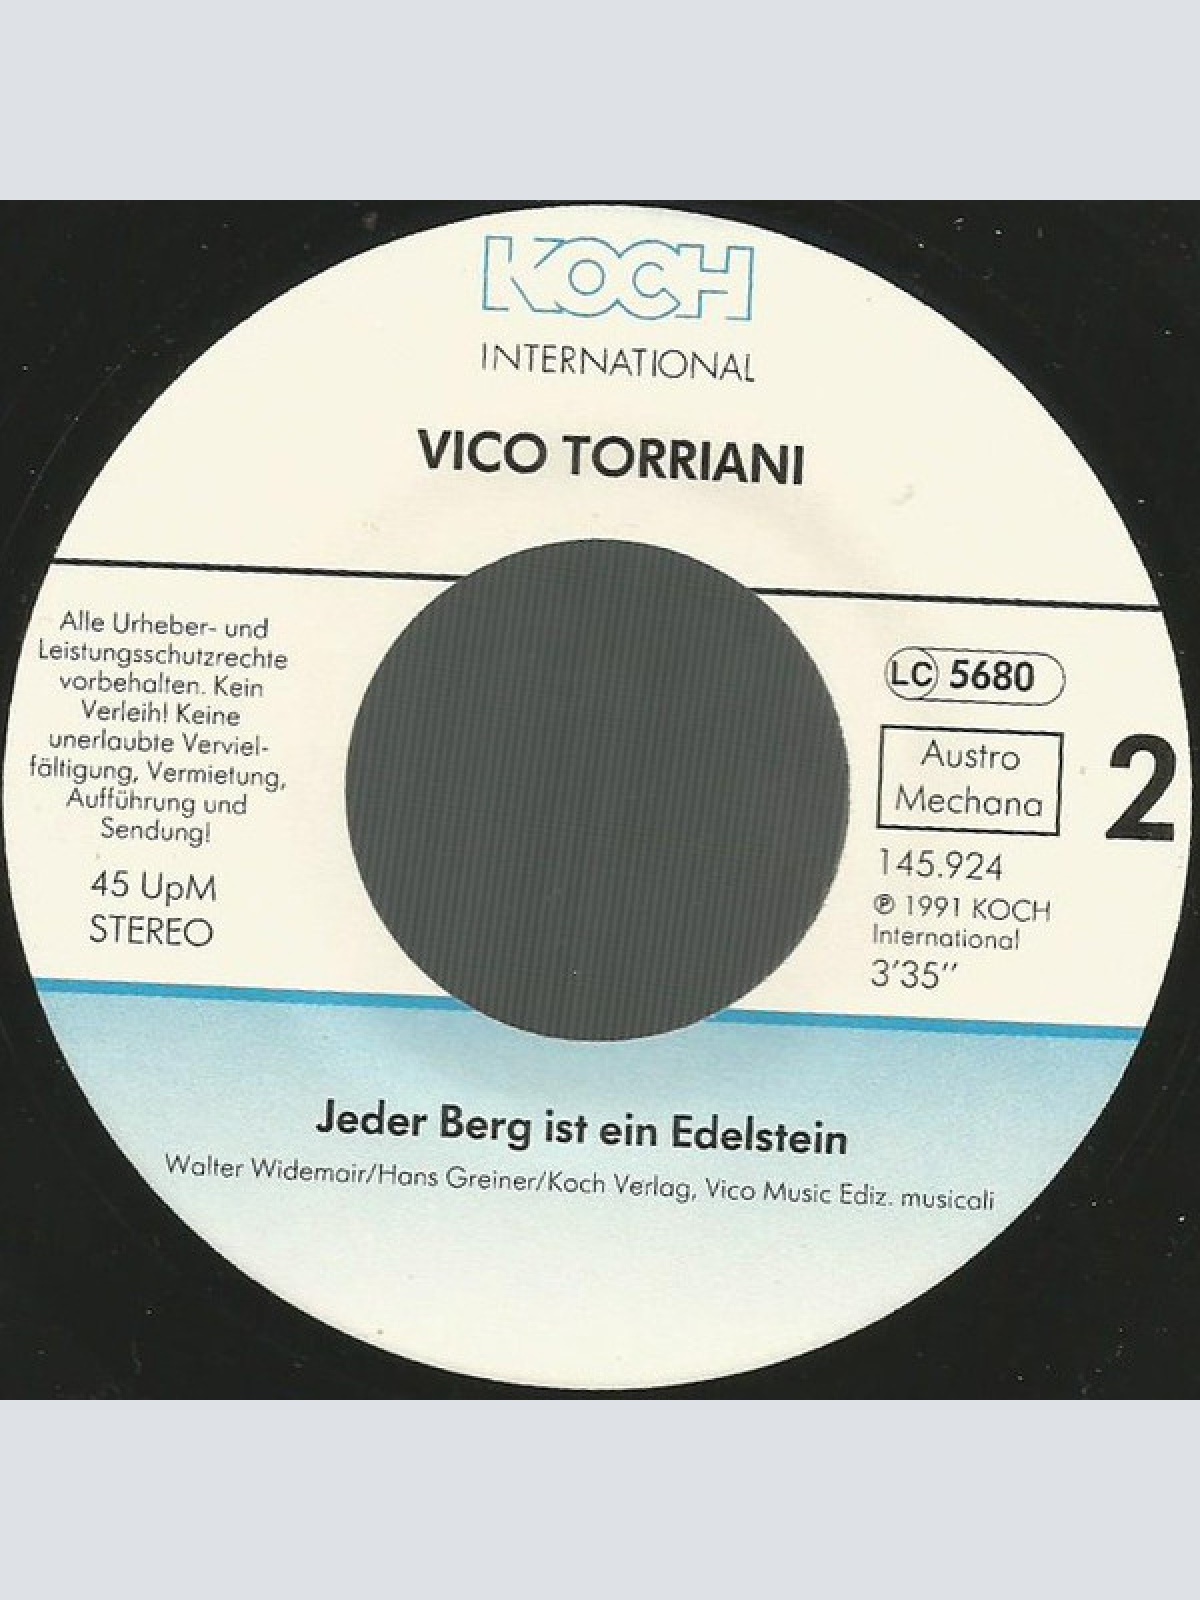 KOCH
INTERNATIONAL
VICO TORRIANI
Alle Urheber- und
Leistungsschutzrechte
vorbehalten. Kein
Verleih! Keine
unerlaubte Verviel-
fältigung, Vermietung,
Aufführung und
Sendung!
45 UpM
STEREO
LC 5680
Austro
Mechana
2
145.924
℗ 1991 KOCH
International
3'35''
Jeder Berg ist ein Edelstein
Walter Widemair/Hans Greiner/Koch Verlag, Vico Music Ediz. musicali